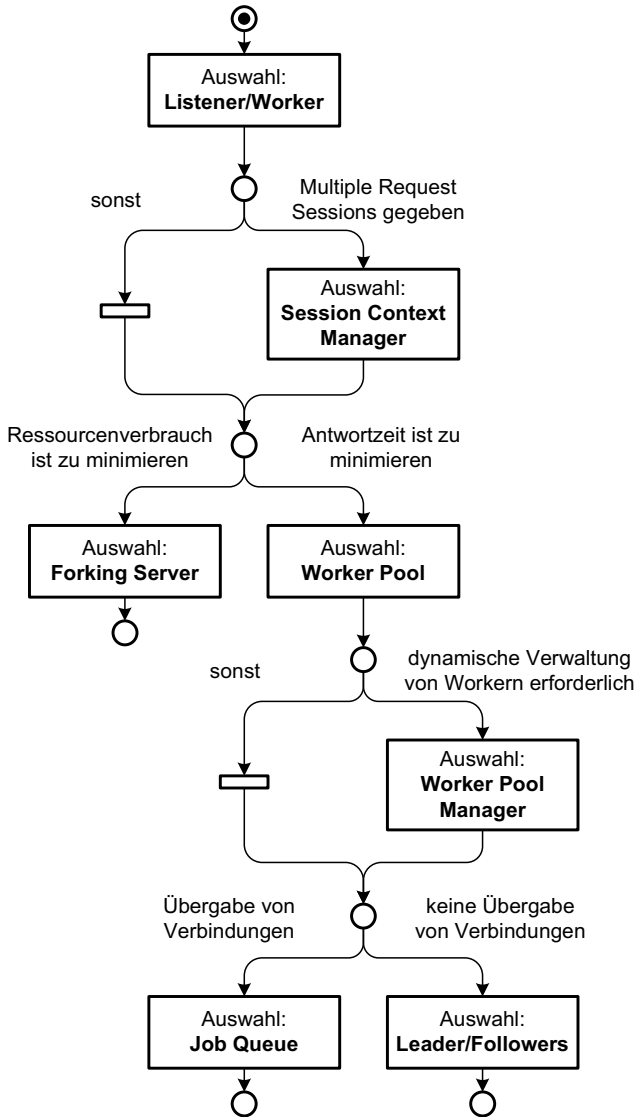 Auswahl:
Listener/Worker
sonst
Multiple Request
Sessions gegeben
Auswahl:
Session Context
Manager
Ressourcenverbrauch
ist zu minimieren
Antwortzeit ist zu
minimieren
Auswahl:
Forking Server
Auswahl:
Worker Pool
sonst
dynamische Verwaltung
von Workern erforderlich
Auswahl:
Worker Pool
Manager
Übergabe von
Verbindungen
keine Übergabe
von Verbindungen
Auswahl:
Job Queue
Auswahl:
Leader/Followers